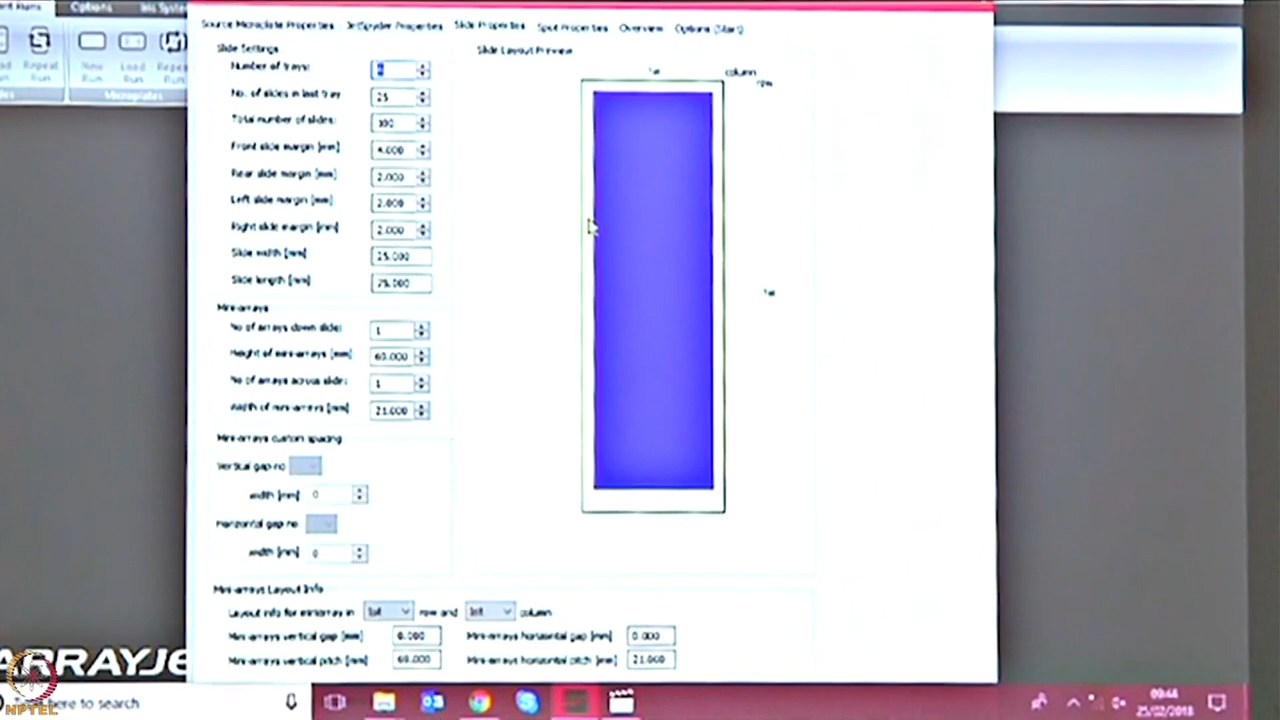 Options
Iris System
Repeat Run
New Run
Load Run
Microplates
Source Microplate Properties JetSpyder Properties Slide Properties Spot Properties Overview Options (Start)
Slide Settings
Number of trays:
No. of slides in last tray 25
Total number of slides: 100
Front slide margin [mm] 4.000
Rear slide margin [mm] 2.000
Left slide margin [mm] 2.000
Right slide margin [mm] 2.000
Slide width [mm] 25.000
Slide length [mm] 75.000
Mini-arrays
No of arrays down slide: 1
Height of mini-arrays [mm]
No of arrays across slide: 1
Width of mini-arrays [mm] 21.000
Mini-arrays custom spacing
Vertical gap no
width [mm] 0
Horizontal gap no
width [mm] 0
Slide Layout Preview
column
row
Mini-arrays Layout Info
Layout info for miniarray in 1st row and 1st column
Mini-arrays vertical gap [mm] 0.000 Mini-arrays horizontal gap [mm] 0.000
Mini-arrays vertical pitch [mm] Mini-arrays horizontal pitch [mm] 21.000
ARRAYJE
here to search
NPTEL
09:44
25/02/2018